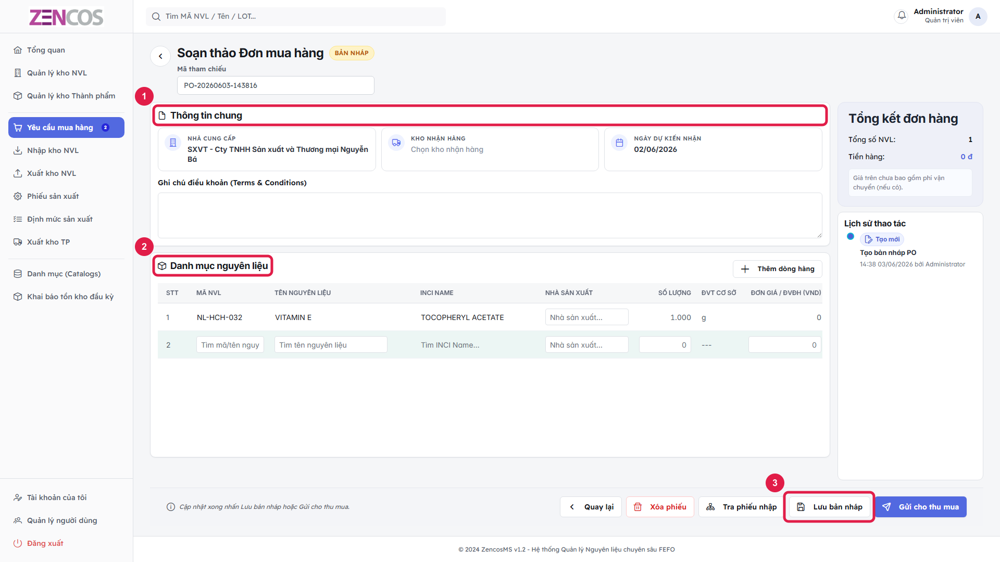 ZENCOS
Tìm MÃ NVL / Tên / LOT...
Administrator
Quản trị viên
A
Tổng quan
Quản lý kho NVL
Quản lý kho Thành phẩm
Yêu cầu mua hàng 2
Nhập kho NVL
Xuất kho NVL
Phiếu sản xuất
Định mức sản xuất
Xuất kho TP
Danh mục (Catalogs)
Khai báo tồn kho đầu kỳ
Tài khoản của tôi
Quản lý người dùng
Đăng xuất
Soạn thảo Đơn mua hàng BẢN NHÁP
Mã tham chiếu
PO-20260603-143816
1
Thông tin chung
NHÀ CUNG CẤP
SXVT - Cty TNHH Sản xuất và Thương mại Nguyễn
Bá
KHO NHẬN HÀNG
Chọn kho nhận hàng
NGÀY DỰ KIẾN NHẬN
02/06/2026
Ghi chú điều khoản (Terms & Conditions)
2
Danh mục nguyên liệu
Thêm dòng hàng
STT MÃ NVL TÊN NGUYÊN LIỆU INCI NAME NHÀ SẢN XUẤT SỐ LƯỢNG ĐVT CƠ SỞ ĐƠN GIÁ / ĐVĐH (VND)
1 NL-HCH-032 VITAMIN E TOCOPHERYL ACETATE Nhà sản xuất... 1.000 g 0
2 Tìm mã/tên nguy Tìm tên nguyên liệu Tìm INCI Name... Nhà sản xuất... 0 --- 0
Tổng kết đơn hàng
Tổng số NVL: 1
Tiền hàng: 0 đ
Giá trên chưa bao gồm phí vận
chuyển (nếu có).
Lịch sử thao tác
Tạo mới
Tạo bản nháp PO
14:38 03/06/2026 bởi Administrator
3
Cập nhật xong nhấn Lưu bản nháp hoặc Gửi cho thu mua.
Quay lại
Xóa phiếu
Tra phiếu nhập
Lưu bản nháp
Gửi cho thu mua
© 2024 ZencosMS v1.2 - Hệ thống Quản lý Nguyên liệu chuyên sâu FEFO